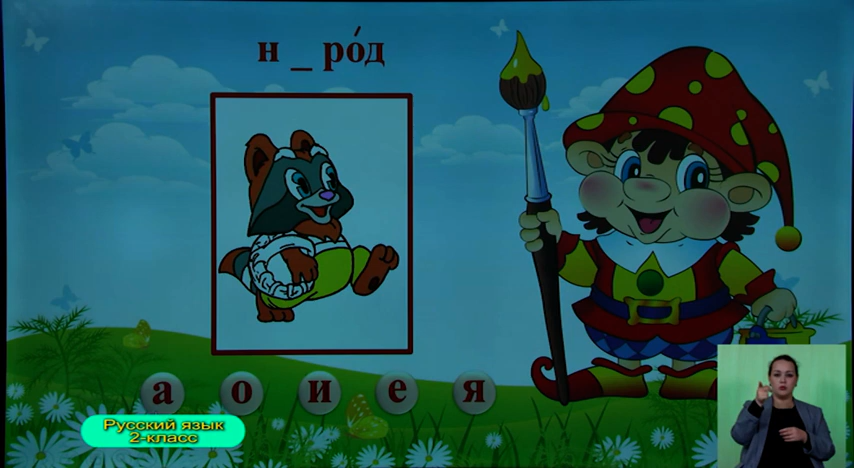 н _ ро́д
а о и е я
Русский язык
2-класс